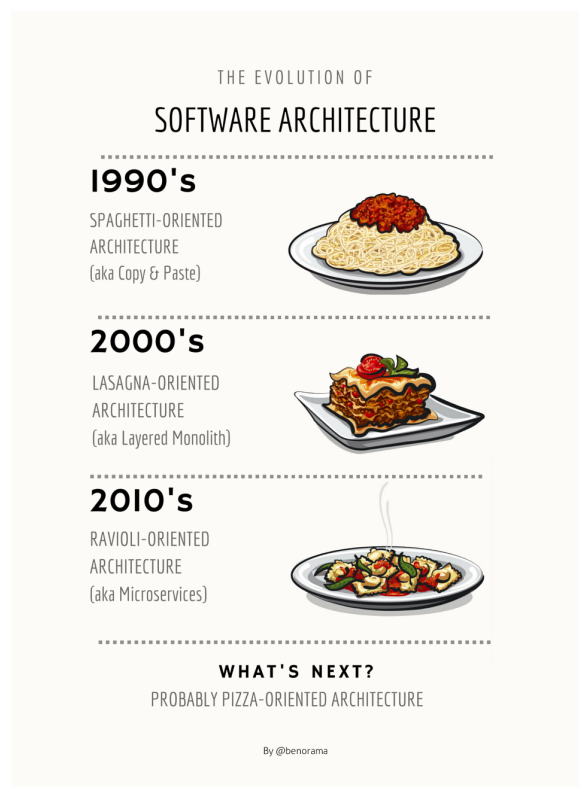 THE EVOLUTION OF
SOFTWARE ARCHITECTURE
1990's
SPAGHETTI-ORIENTED
ARCHITECTURE
(aka Copy & Paste)
2000's
LASAGNA-ORIENTED
ARCHITECTURE
(aka Layered Monolith)
2010's
RAVIOLI-ORIENTED
ARCHITECTURE
(aka Microservices)
WHAT'S NEXT?
PROBABLY PIZZA-ORIENTED ARCHITECTURE
By @benorama